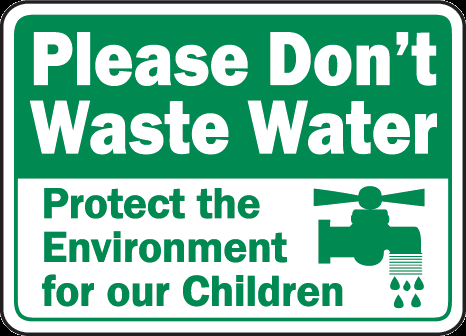 Please Don't
Waste Water
Protect the
Environment
for our Children